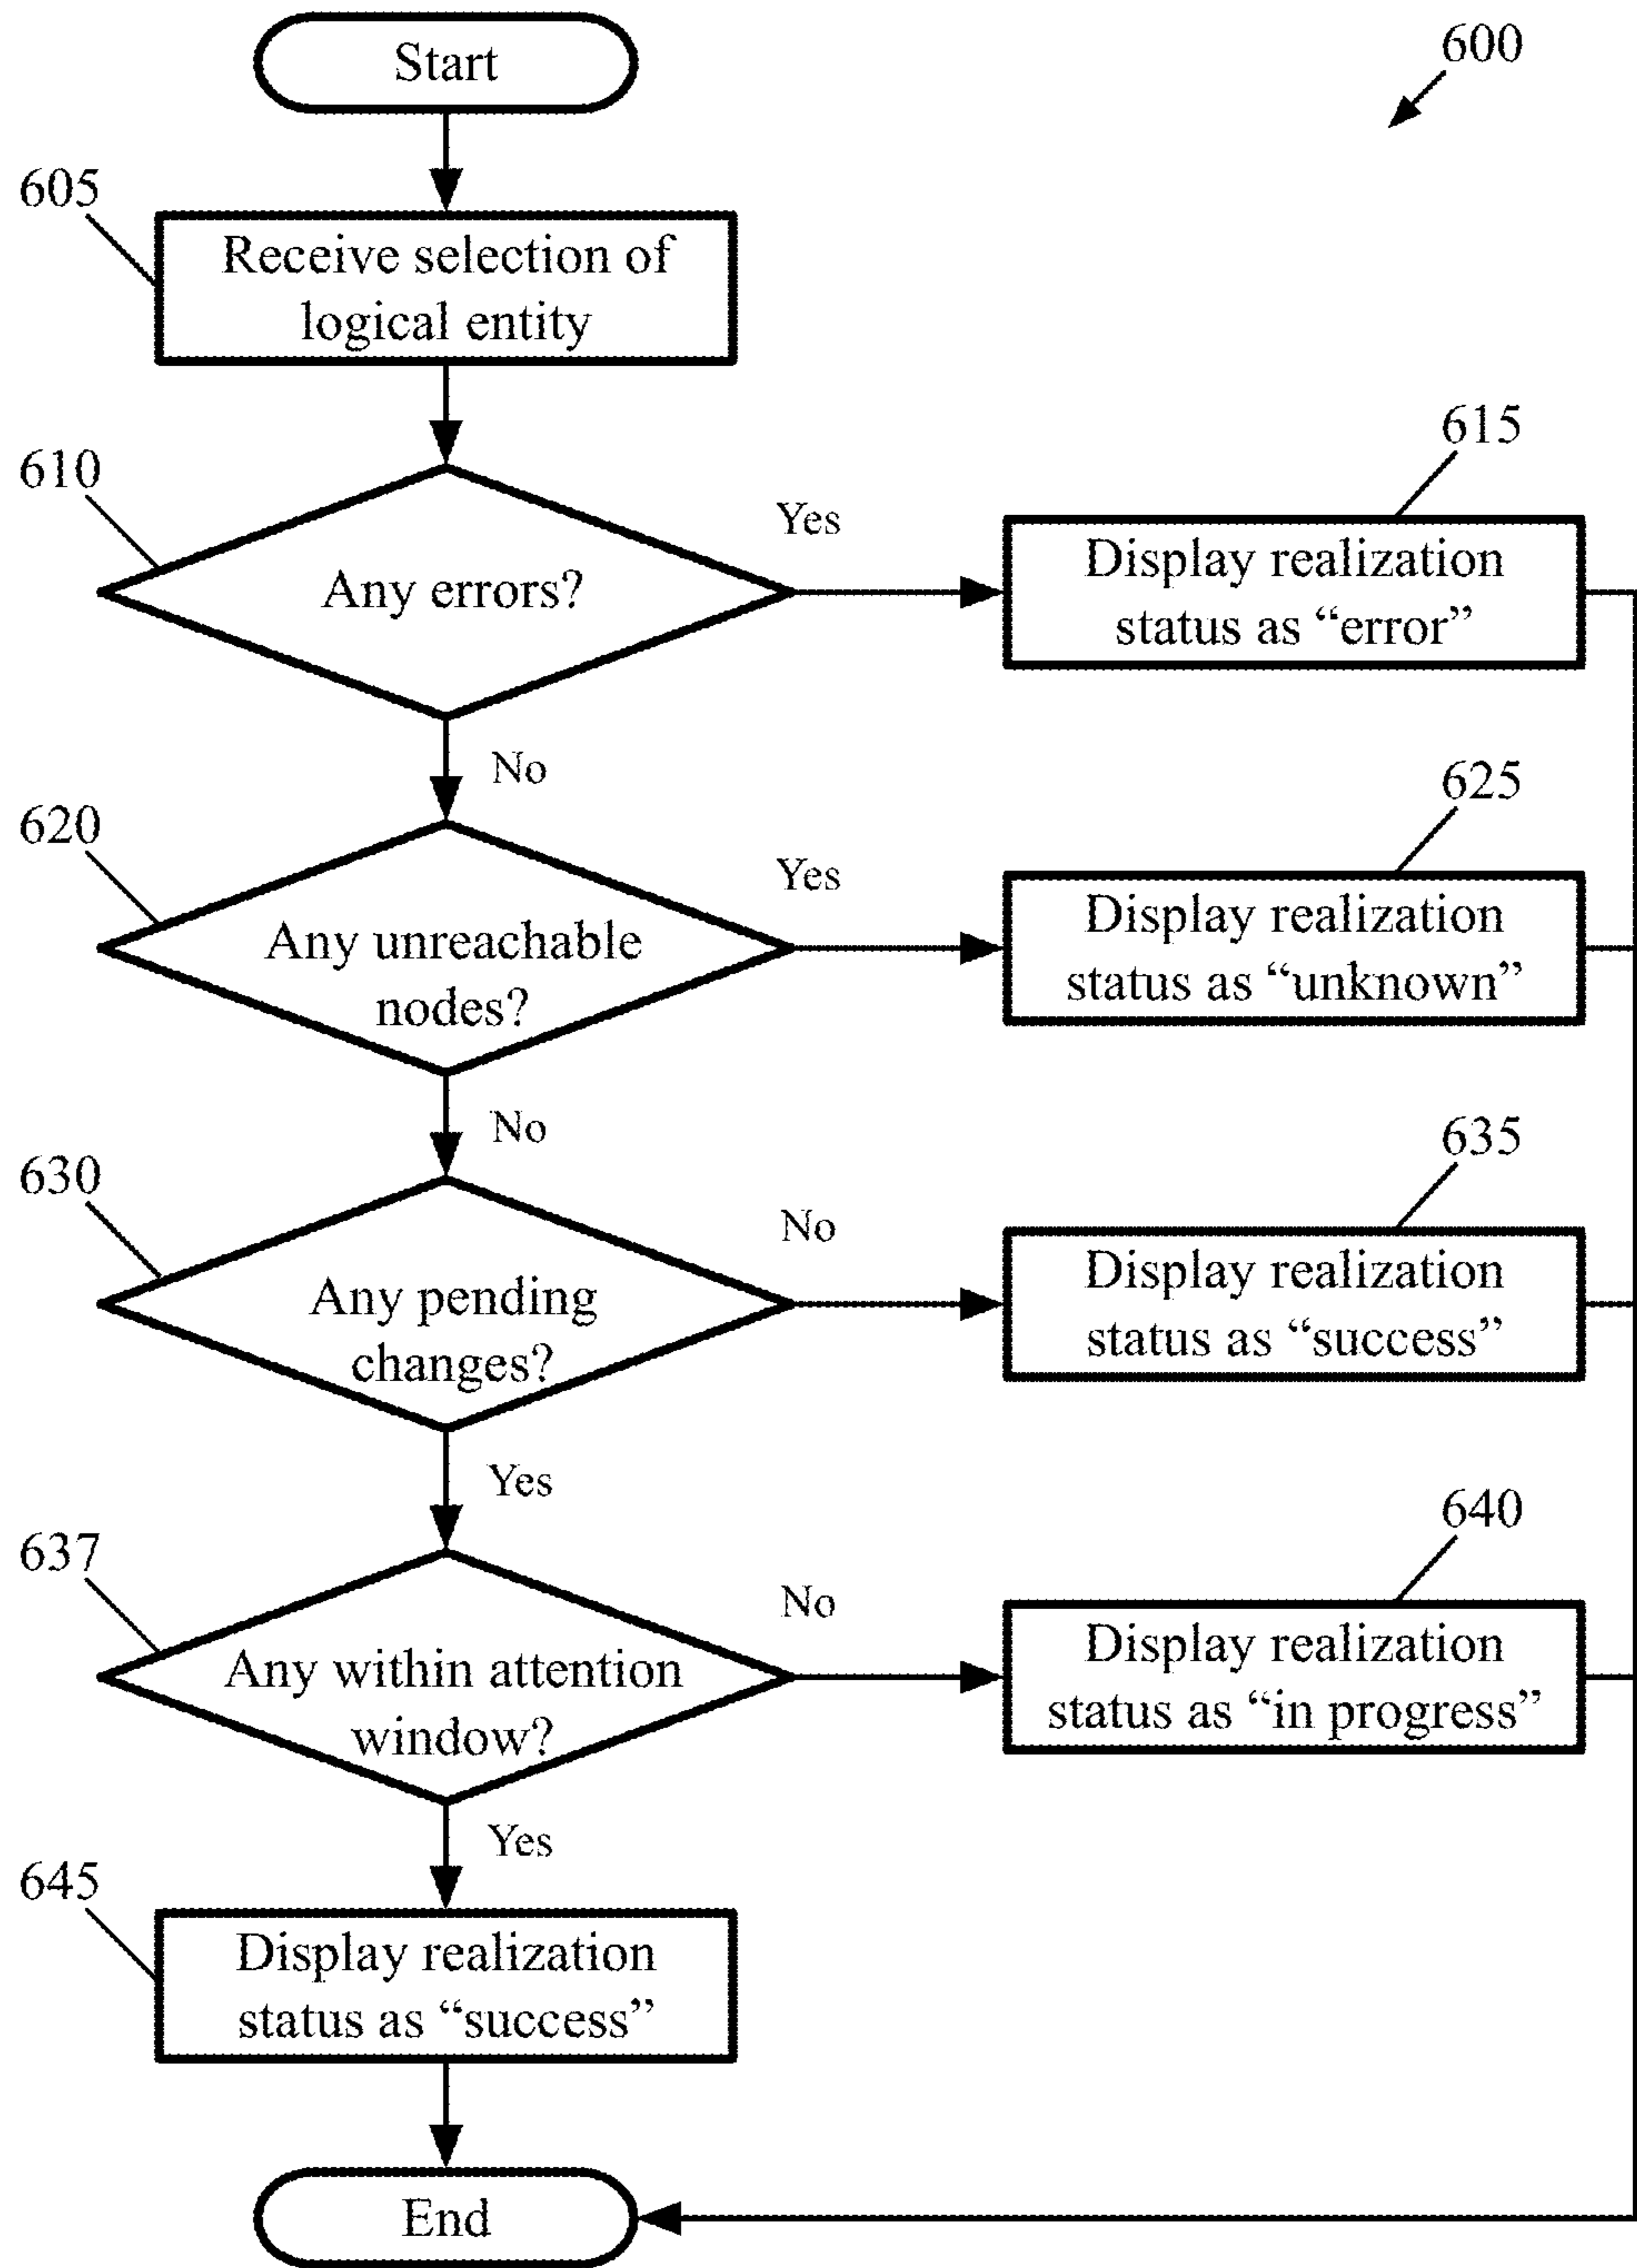 Start
600
605
Receive selection of
logical entity
610
Any errors?
Yes
615
Display realization
status as “error”
No
620
Any unreachable
nodes?
Yes
625
Display realization
status as “unknown”
No
630
Any pending
changes?
No
635
Display realization
status as “success”
Yes
637
Any within attention
window?
No
640
Display realization
status as “in progress”
Yes
645
Display realization
status as “success”
End